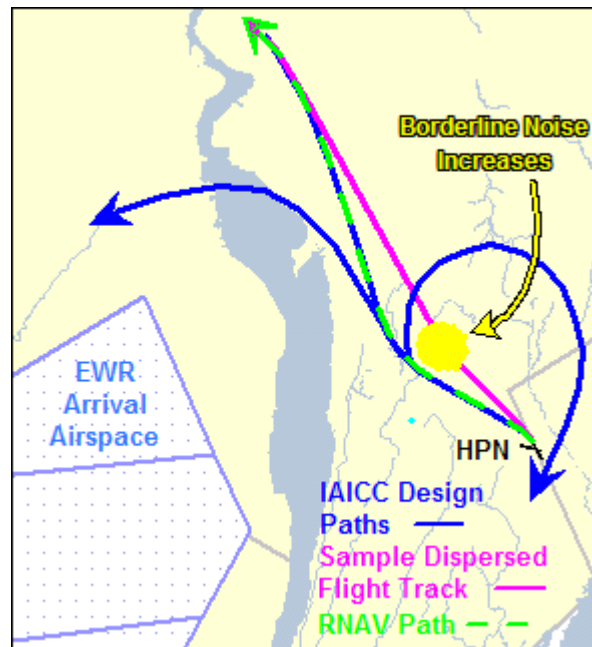 Borderline Noise
Increases
EWR
Arrival
Airspace
HPN
IAICC Design
Paths
Sample Dispersed
Flight Track
RNAV Path